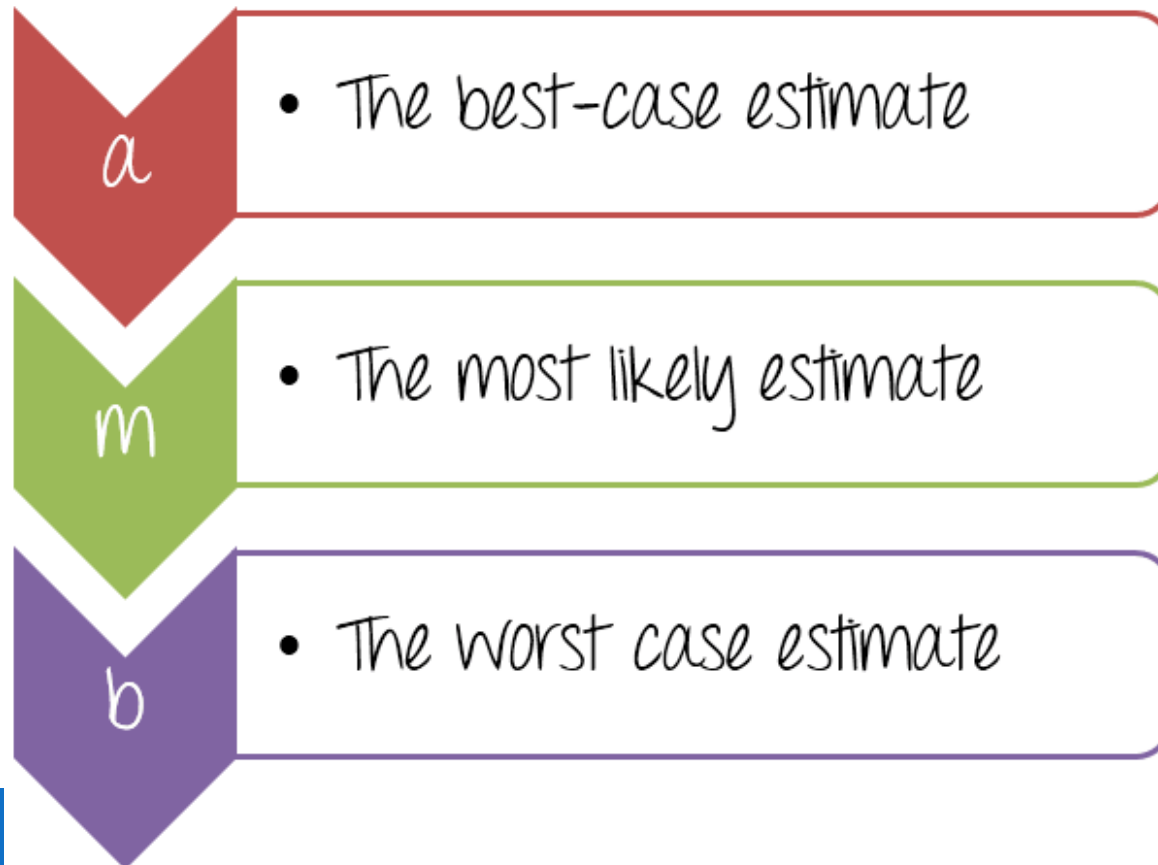 a
• The best-case estimate
m
• The most likely estimate
b
• The worst case estimate